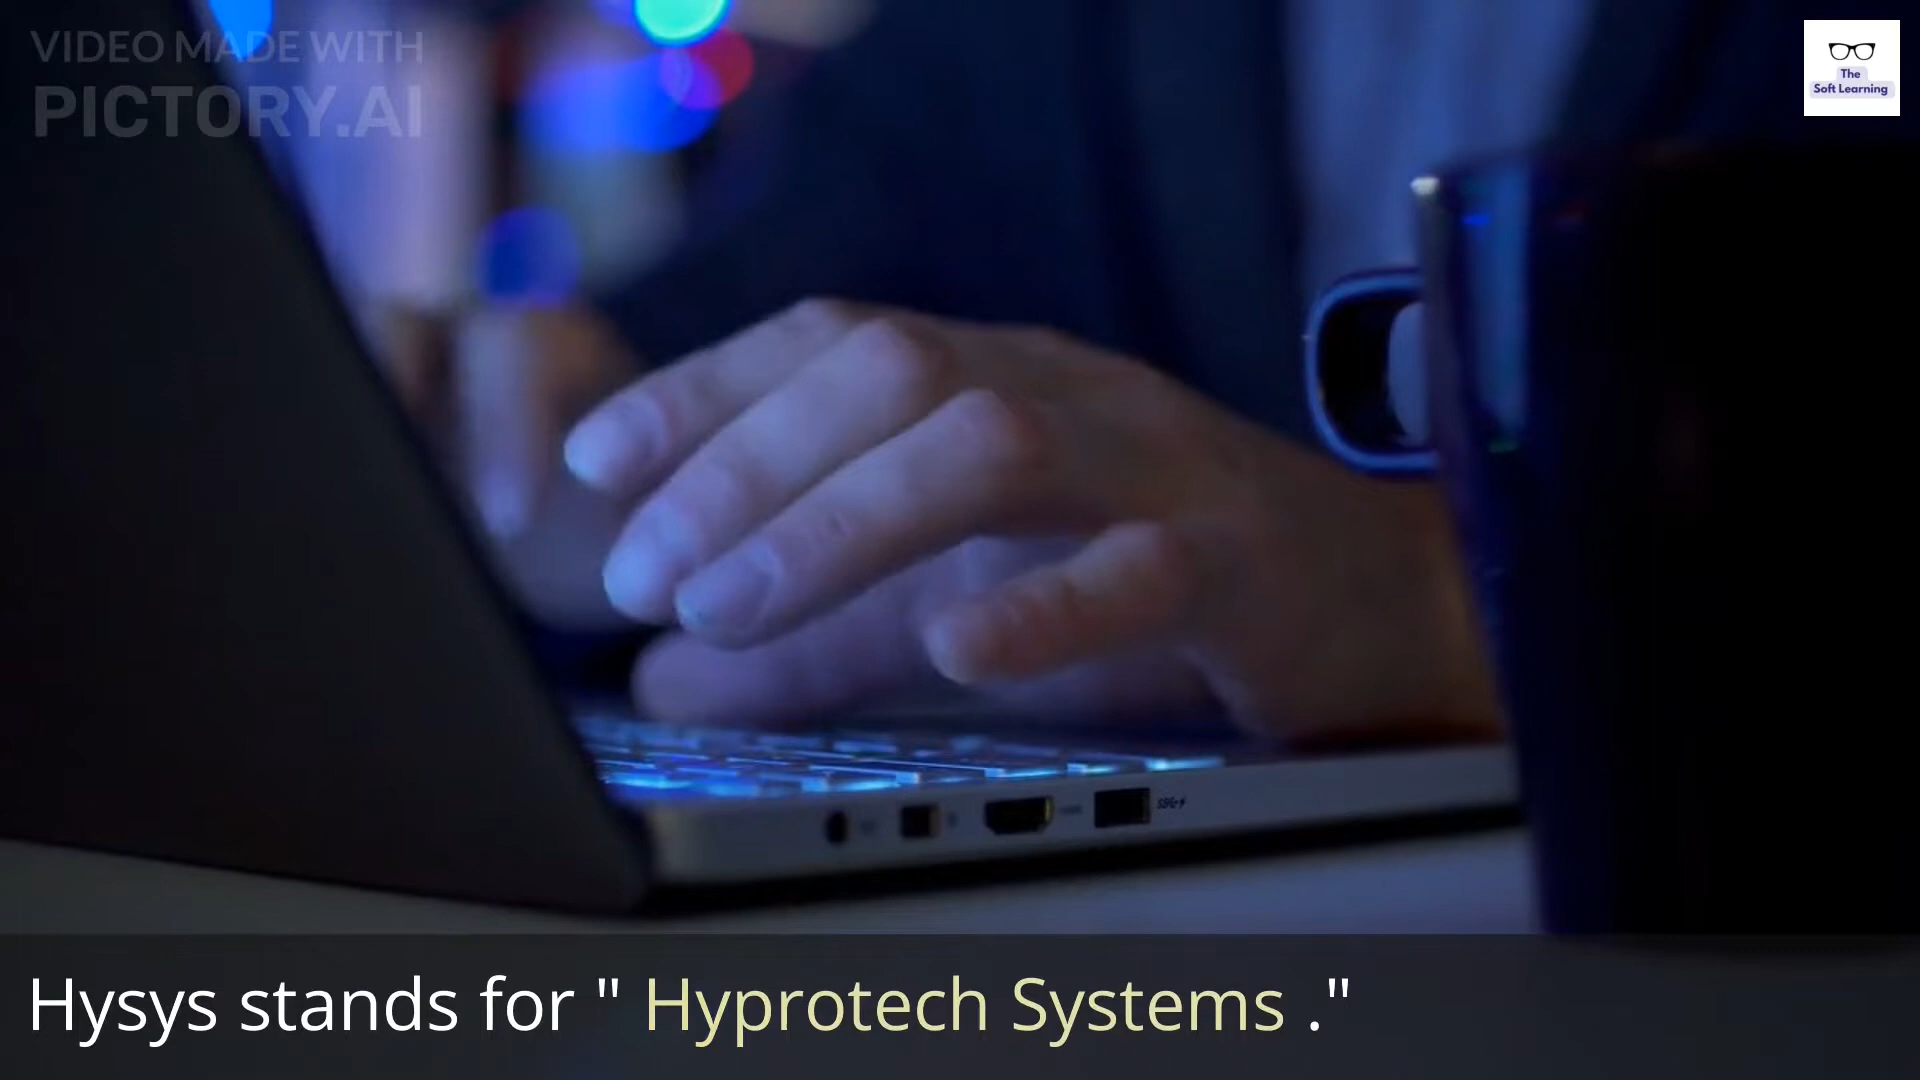 VIDEO MADE WITH
PICTORY.AI
The
Soft Learning
Hysys stands for " Hyprotech Systems ."